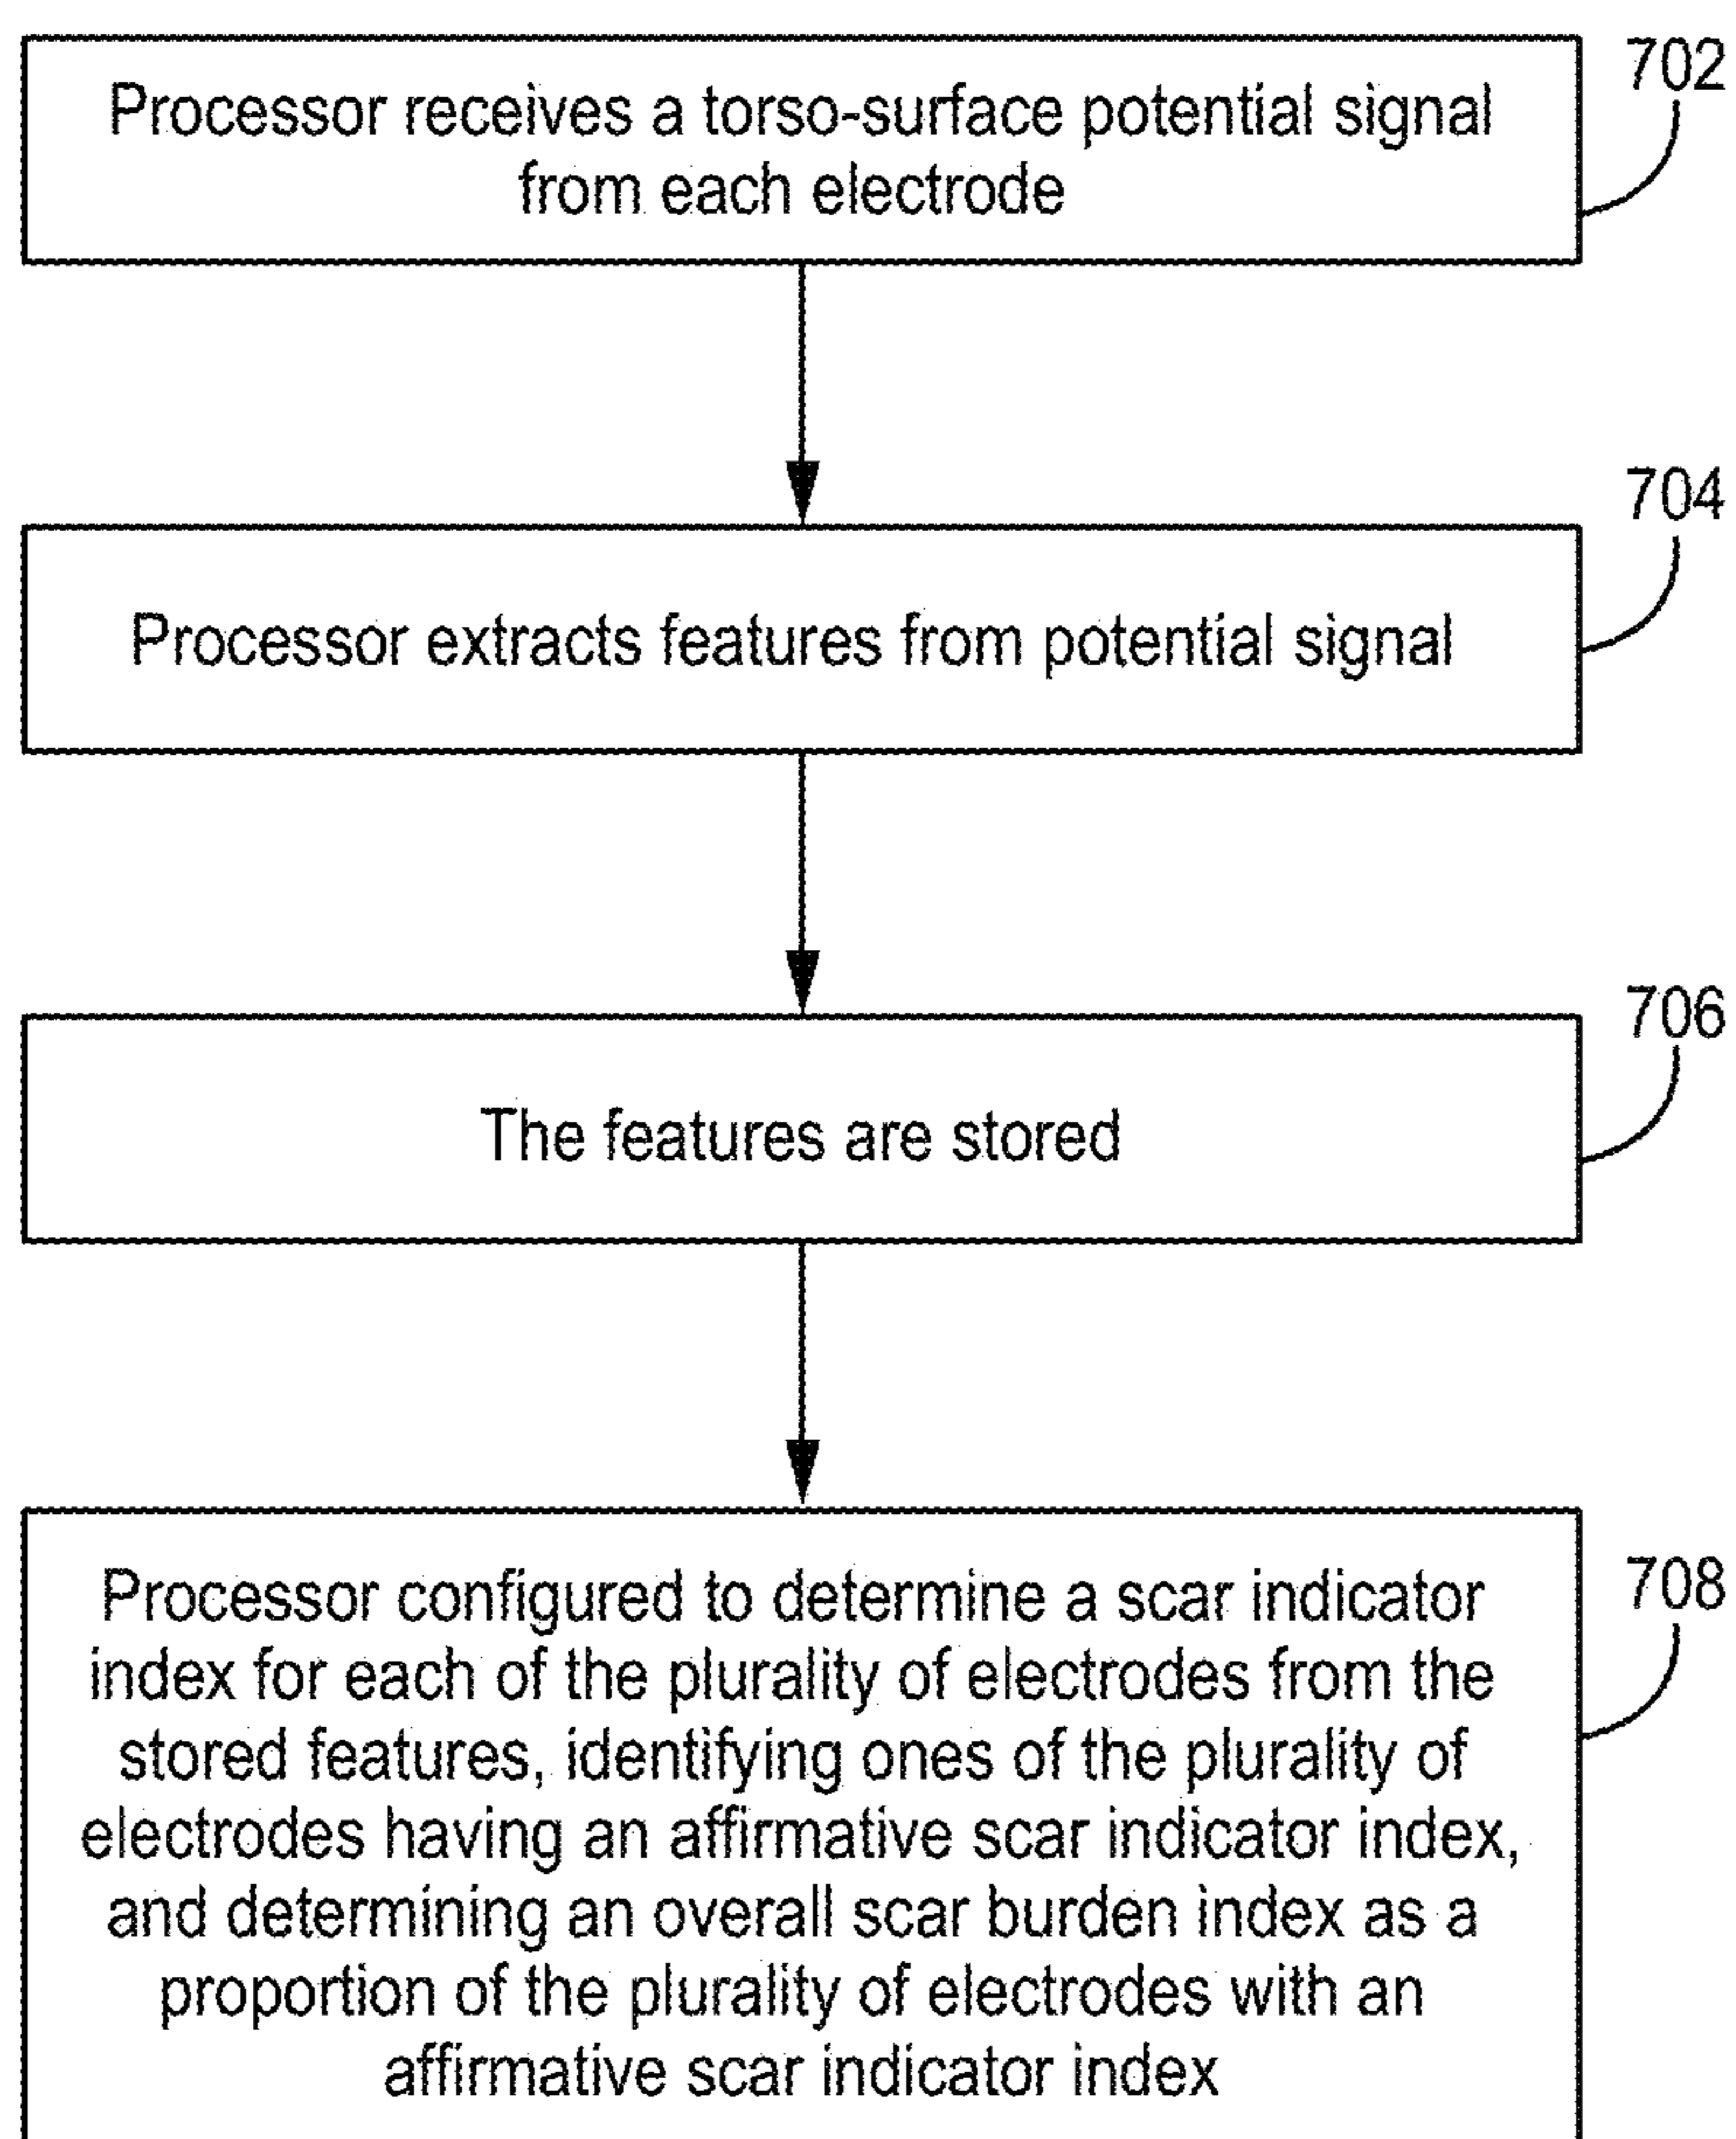 702
Processor receives a torso-surface potential signal
from each electrode
704
Processor extracts features from potential signal
706
The features are stored
708
Processor configured to determine a scar indicator
index for each of the plurality of electrodes from the
stored features, identifying ones of the plurality of
electrodes having an affirmative scar indicator index,
and determining an overall scar burden index as a
proportion of the plurality of electrodes with an
affirmative scar indicator index